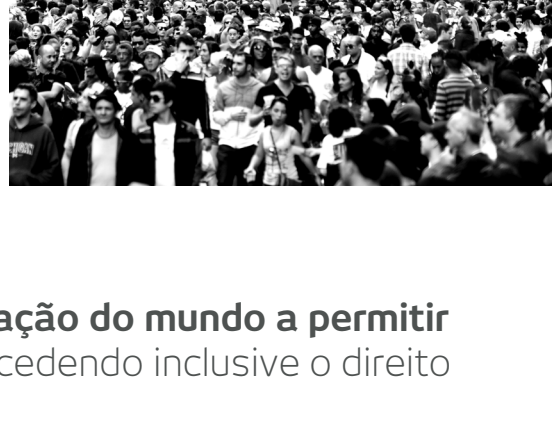 ação do mundo a permitir
cedendo inclusive o direito